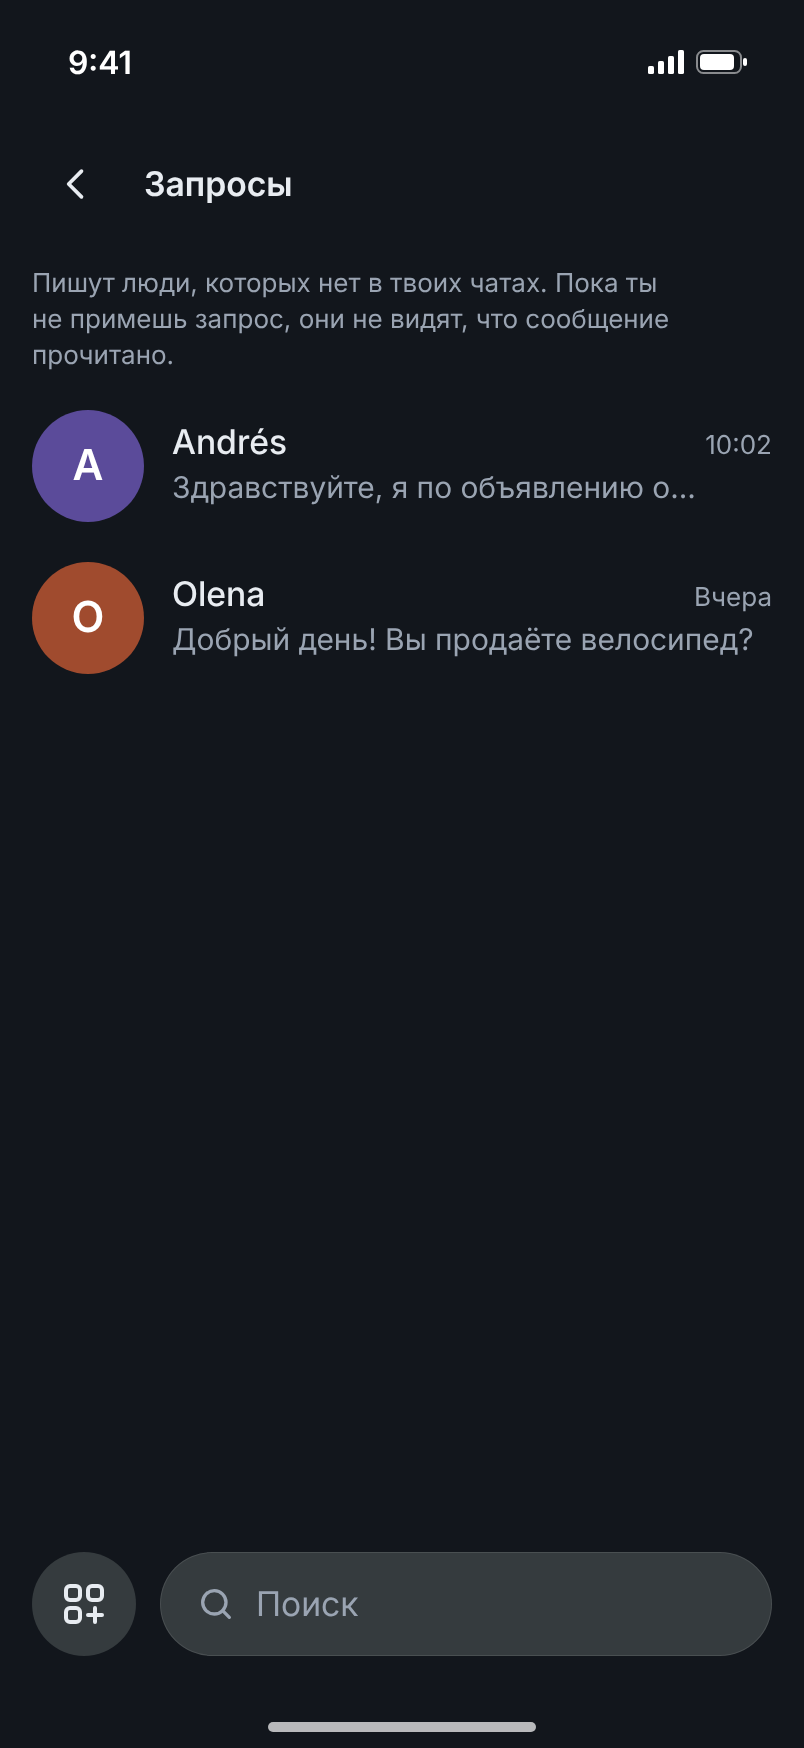 9:41
Запросы
Пишут люди, которых нет в твоих чатах. Пока ты
не примешь запрос, они не видят, что сообщение
прочитано.
A
Andrés
10:02
Здравствуйте, я по объявлению о...
O
Olena
Вчера
Добрый день! Вы продаёте велосипед?
Поиск